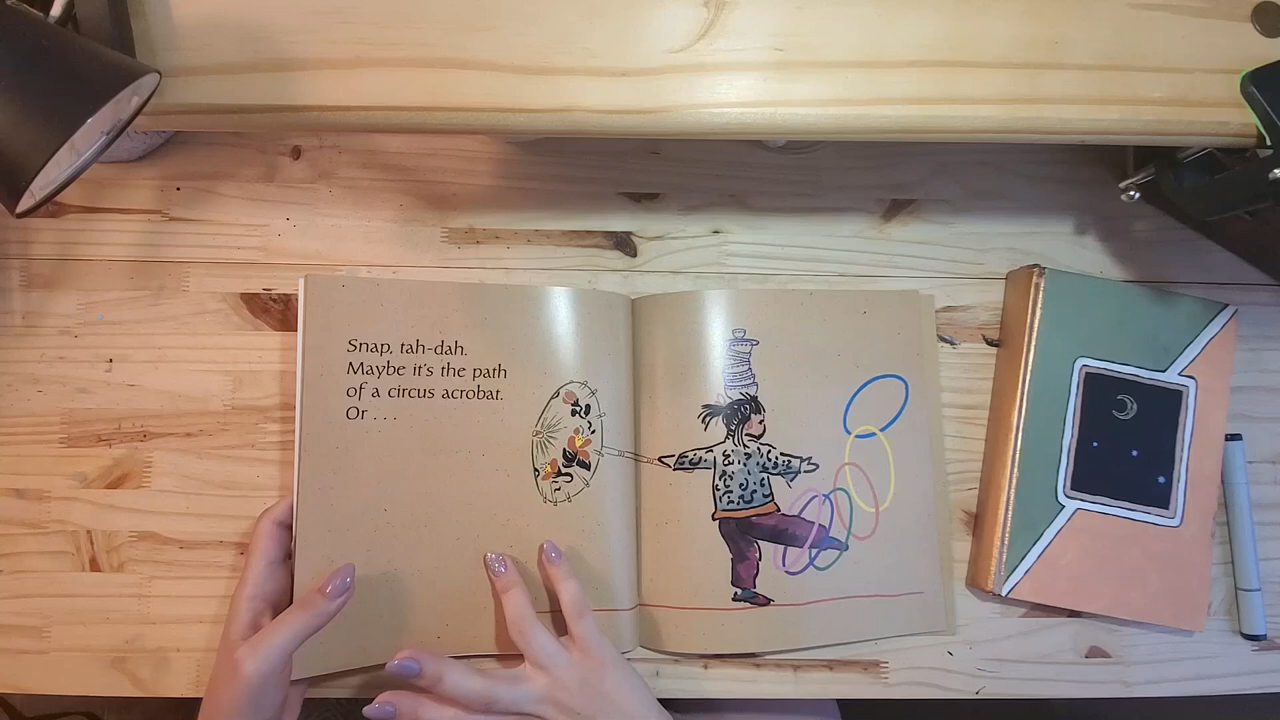 Snap, tah-dah.
Maybe it's the path
of a circus acrobat.
Or . . .